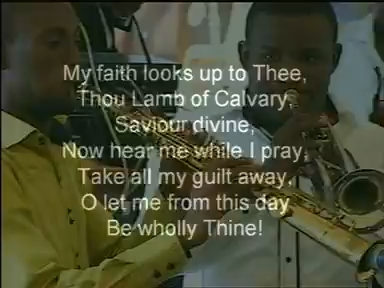 My faith looks up to Thee,
Thou Lamb of Calvary,
Saviour divine,
Now hear me while I pray,
Take all my guilt away,
O let me from this day
Be wholly Thine!